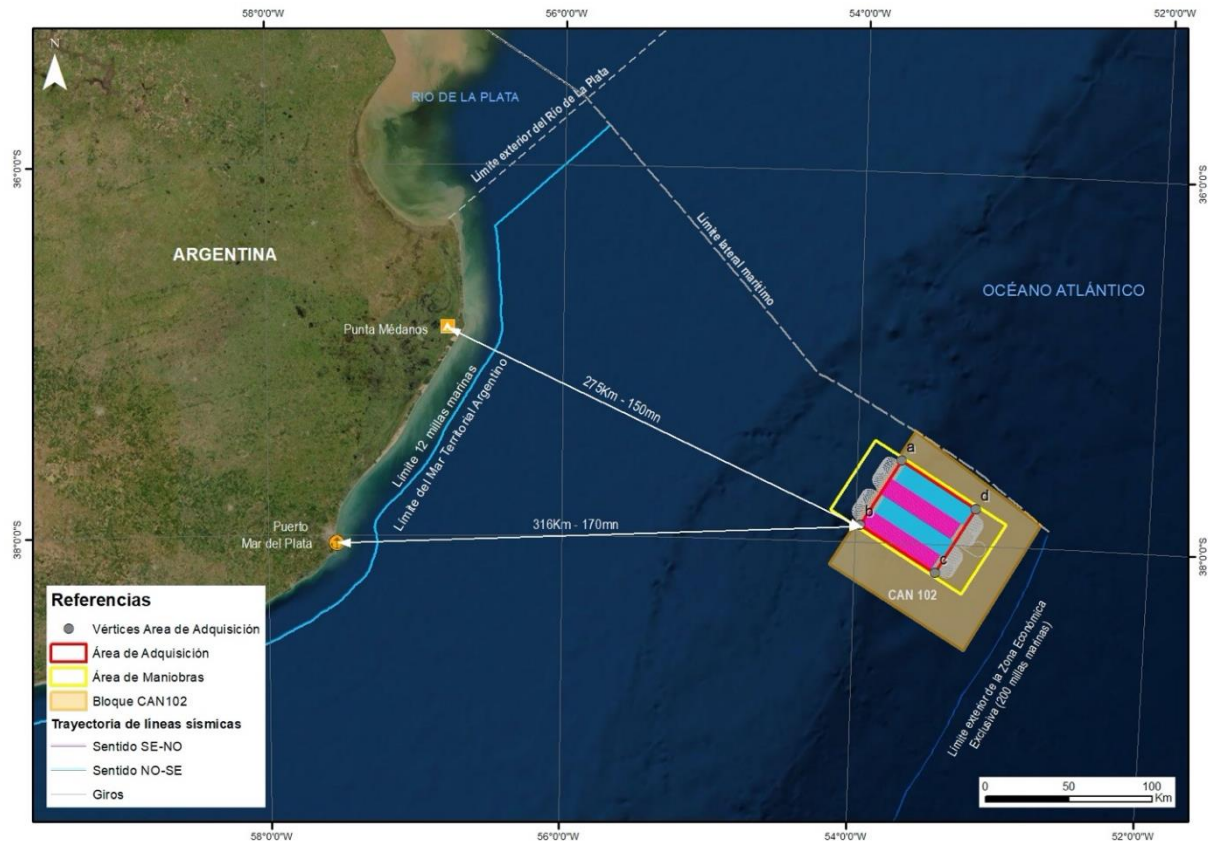 58°0'0"W
56°0'0"W
54°0'0"W
52°0'0"W
N
RIO DE LA PLATA
Límite exterior del Río de La Plata
36°0'0"S
36°0'0"S
ARGENTINA
Límite lateral marítimo
OCÉANO ATLÁNTICO
Punta Médanos
275Km - 150mn
Límite 12 millas marinas
Límite del Mar Territorial Argentino
a
d
b
c
Puerto
Mar del Plata
316Km - 170mn
38°0'0"S
38°0'0"S
CAN 102
Límite exterior de la Zona Económica
Exclusiva (200 millas marinas)
Referencias
Vértices Area de Adquisición
Área de Adquisición
Área de Maniobras
Bloque CAN102
Trayectoria de líneas sísmicas
Sentido SE-NO
Sentido NO-SE
Giros
0 50 100
Km
58°0'0"W
56°0'0"W
54°0'0"W
52°0'0"W